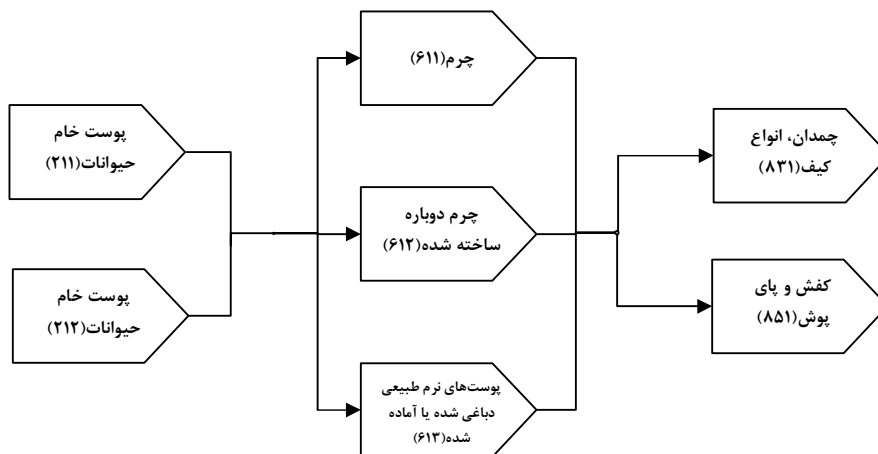 پوست خام
حیوانات(۲۱۱)
پوست خام
حیوانات(۲۱۲)
چرم(۶۱۱)
چرم دوباره
ساخته شده(۶۱۲)
پوست‌های نرم طبیعی
دباغی شده یا آماده
شده(۶۱۳)
چمدان، انواع
کیف(۸۳۱)
کفش و پای
پوش(۸۵۱)